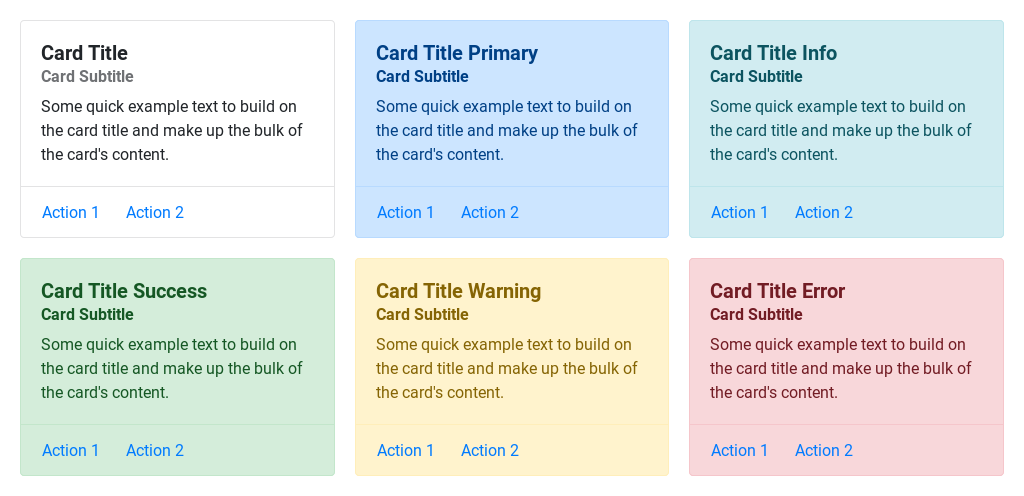 Card Title
Card Subtitle
Some quick example text to build on
the card title and make up the bulk of
the card's content.
Action 1 Action 2
Card Title Primary
Card Subtitle
Some quick example text to build on
the card title and make up the bulk of
the card's content.
Action 1 Action 2
Card Title Info
Card Subtitle
Some quick example text to build on
the card title and make up the bulk of
the card's content.
Action 1 Action 2
Card Title Success
Card Subtitle
Some quick example text to build on
the card title and make up the bulk of
the card's content.
Action 1 Action 2
Card Title Warning
Card Subtitle
Some quick example text to build on
the card title and make up the bulk of
the card's content.
Action 1 Action 2
Card Title Error
Card Subtitle
Some quick example text to build on
the card title and make up the bulk of
the card's content.
Action 1 Action 2